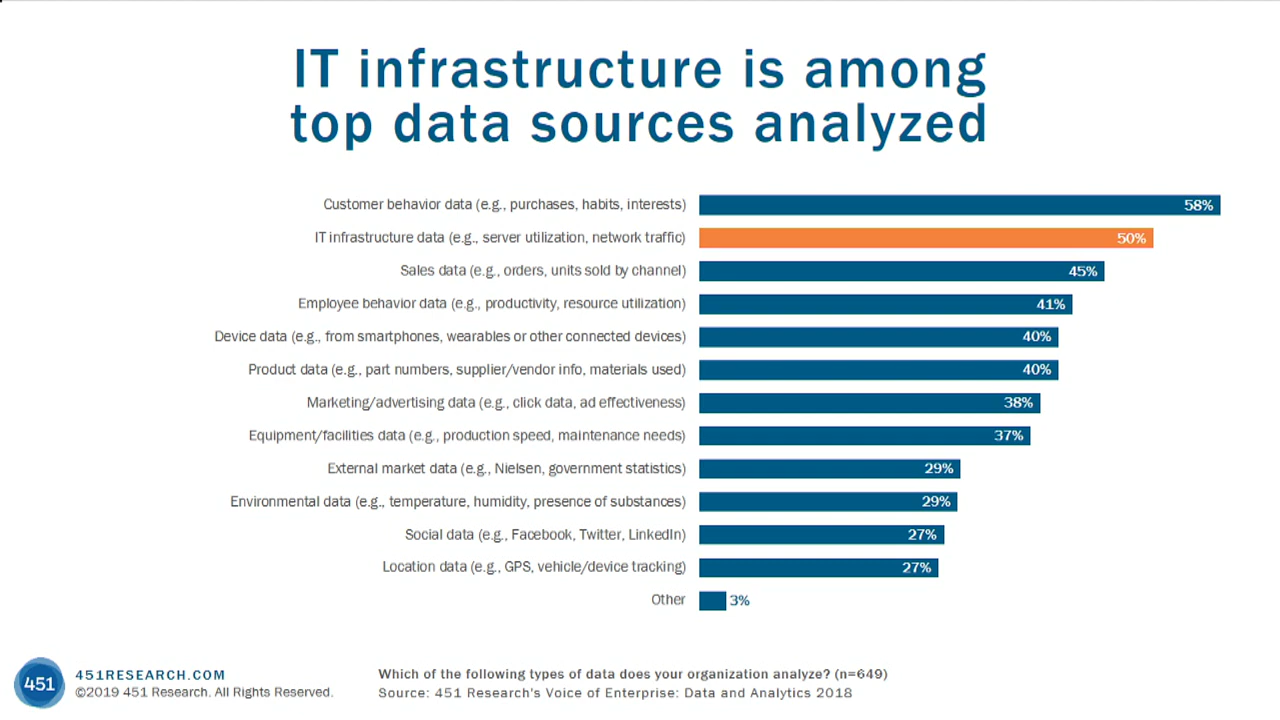 IT infrastructure is among
top data sources analyzed
Customer behavior data (e.g., purchases, habits, interests) 58%
IT infrastructure data (e.g., server utilization, network traffic) 50%
Sales data (e.g., orders, units sold by channel) 45%
Employee behavior data (e.g., productivity, resource utilization) 41%
Device data (e.g., from smartphones, wearables or other connected devices) 40%
Product data (e.g., part numbers, supplier/vendor info, materials used) 40%
Marketing/advertising data (e.g., click data, ad effectiveness) 38%
Equipment/facilities data (e.g., production speed, maintenance needs) 37%
External market data (e.g., Nielsen, government statistics) 29%
Environmental data (e.g., temperature, humidity, presence of substances) 29%
Social data (e.g., Facebook, Twitter, LinkedIn) 27%
Location data (e.g., GPS, vehicle/device tracking) 27%
Other 3%
451
451RESEARCH.COM
©2019 451 Research. All Rights Reserved.
Which of the following types of data does your organization analyze? (n=649)
Source: 451 Research's Voice of Enterprise: Data and Analytics 2018